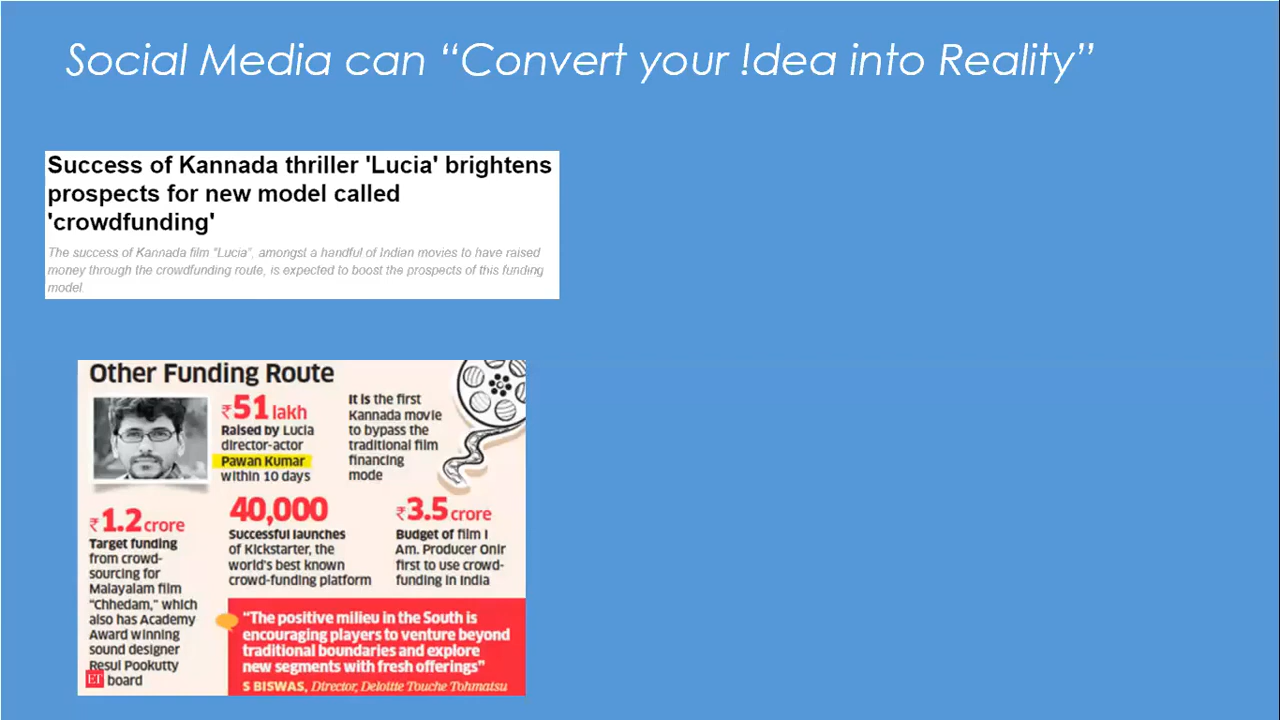 Social Media can “Convert your !dea into Reality”
Success of Kannada thriller 'Lucia' brightens
prospects for new model called
'crowdfunding'
The success of Kannada film "Lucia", amongst a handful of Indian movies to have raised
money through the crowdfunding route, is expected to boost the prospects of this funding
model
Other Funding Route
₹51 lakh
Raised by Lucia
director-actor
Pawan Kumar
within 10 days
It is the first
Kannada movie
to bypass the
traditional film
financing
mode
₹1.2 crore
Target funding
from crowd-
sourcing for
Malayalam film
"Chhedam," which
also has Academy
Award winning
sound designer
Resul Pookutty
ET board
40,000
Successful launches
of Kickstarter, the
world's best known
crowd-funding platform
₹3.5 crore
Budget of film I
Am. Producer Onir
first to use crowd-
funding in India
"The positive milieu in the South is
encouraging players to venture beyond
traditional boundaries and explore
new segments with fresh offerings"
S BISWAS, Director, Deloitte Touche Tohmatsu